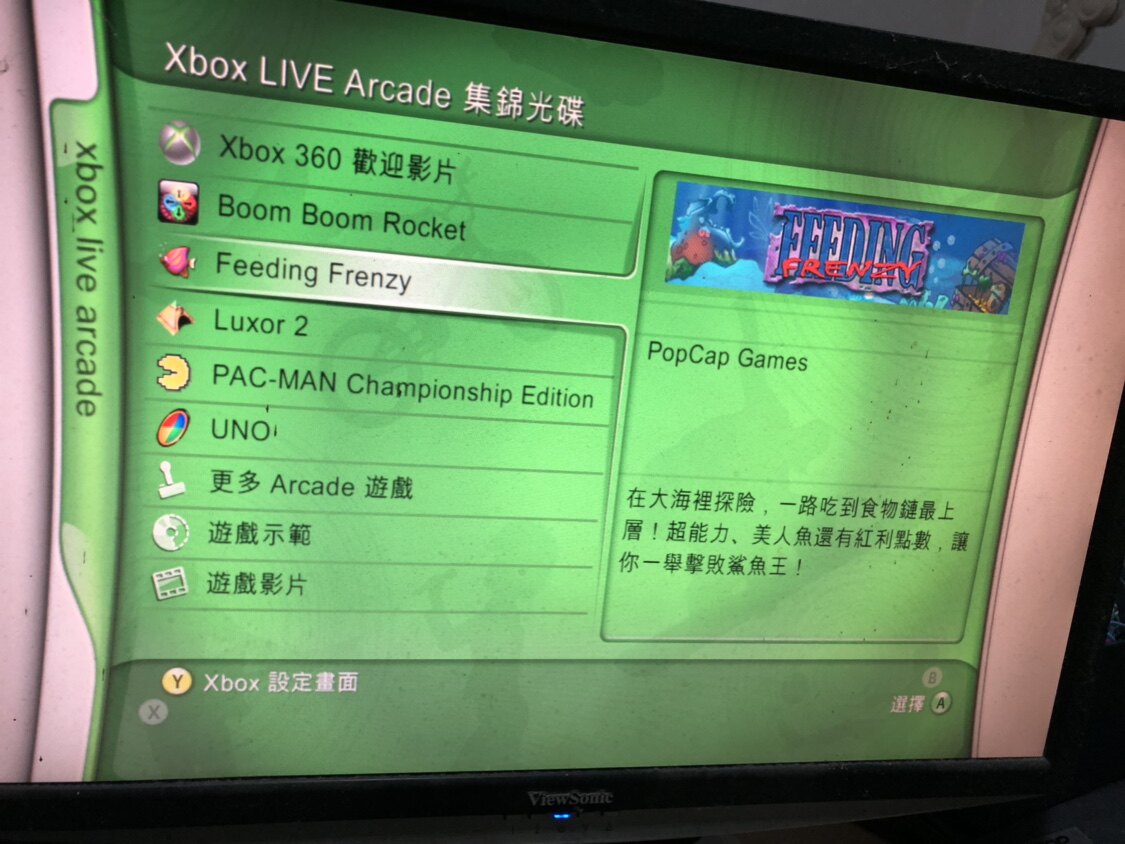 Xbox LIVE Arcade 集錦光碟
xbox live arcade
Xbox 360 歡迎影片
Boom Boom Rocket
Feeding Frenzy
Luxor 2
PAC-MAN Championship Edition
UNO
更多 Arcade 遊戲
遊戲示範
遊戲影片
FEEDING
FRENZY
PopCap Games
在大海裡探險，一路吃到食物鏈最上
層！超能力、美人魚還有紅利點數，讓
你一舉擊敗鯊魚王！
Y Xbox 設定畫面
X
B
選擇 A
ViewSonic